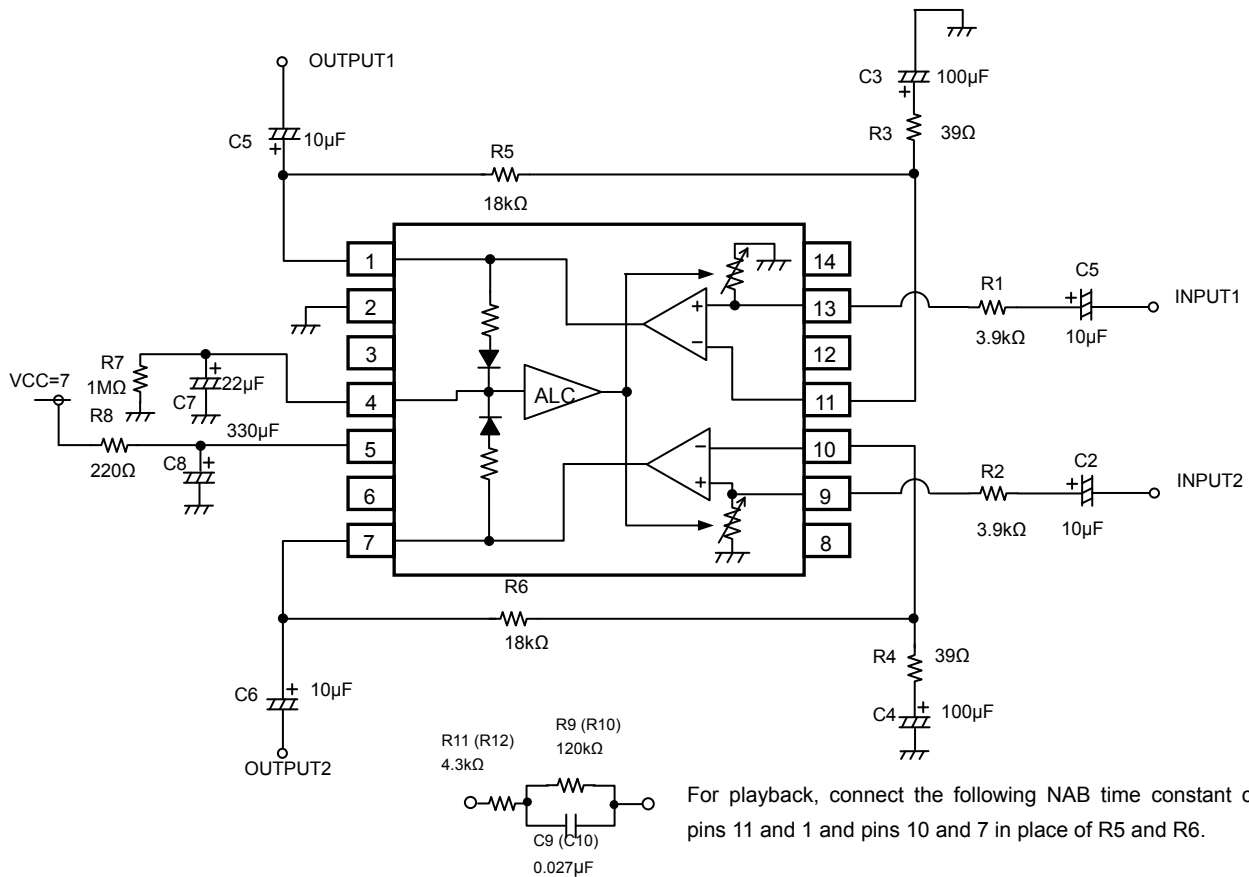 OUTPUT1
C3
100µF
C5
10µF
R3
39Ω
R5
18kΩ
1
14
R1
C5
INPUT1
+
13
3.9kΩ
10µF
2
R7
1MΩ
3
−
12
VCC=7
22µF
C7
4
ALC
11
R8
330µF
5
−
10
220Ω
C8
+
9
R2
C2
INPUT2
6
3.9kΩ
10µF
7
8
R6
18kΩ
R4
39Ω
C6
10µF
C4
100µF
OUTPUT2
R11 (R12)
4.3kΩ
R9 (R10)
120kΩ
C9 (C10)
0.027µF
For playback, connect the following NAB time constant
pins 11 and 1 and pins 10 and 7 in place of R5 and R6.